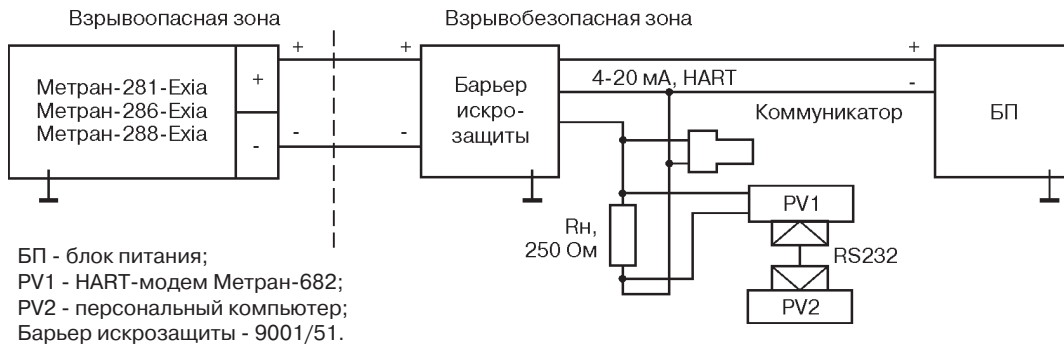 Взрывоопасная зона
Взрывобезопасная зона
+
+
+
Метран-281-Exia
Метран-286-Exia
Метран-288-Exia
+
-
-
-
Барьер
искро-
защиты
4-20 мА, HART
-
Коммуникатор
БП
Rн,
250 Ом
PV1
RS232
PV2
БП - блок питания;
PV1 - HART-модем Метран-682;
PV2 - персональный компьютер;
Барьер искрозащиты - 9001/51.